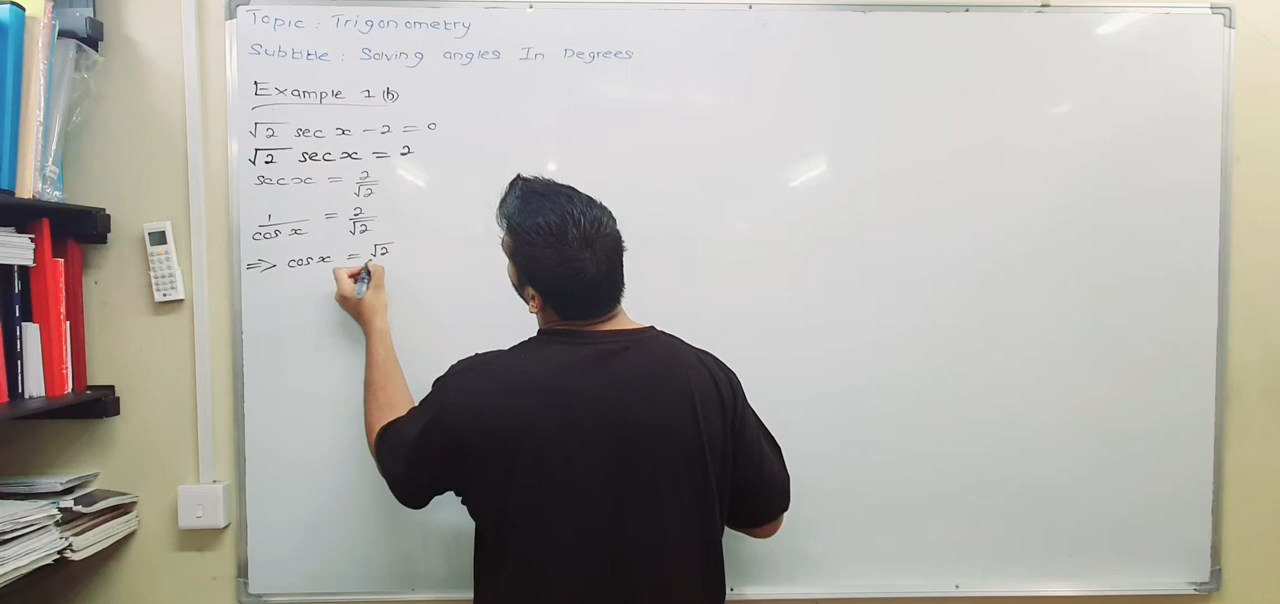 Topic : Trigonometry
Subtitle : Solving angles In Degrees
Example 1 (b)
√2 sec x - 2 = 0
√2 sec x = 2
sec x = 2/√2
1/cos x = 2/√2
=> cos x = √2